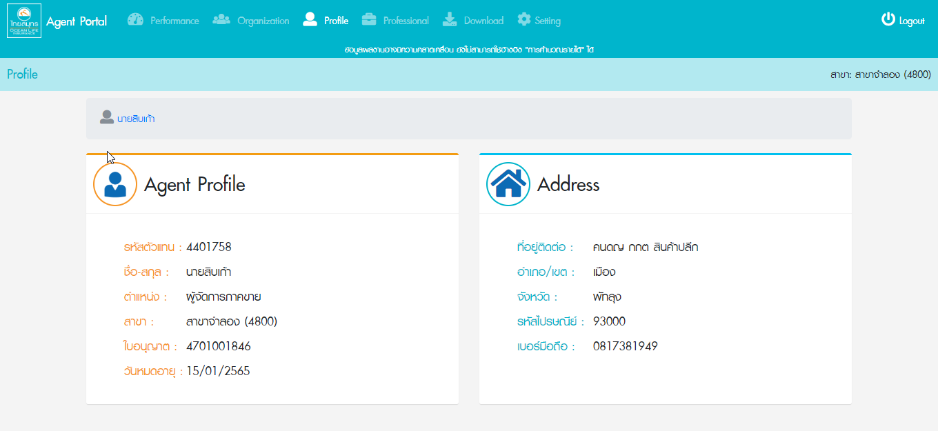 ไทยสมุทร
OCEAN LIFE
Agent Portal
Performance
Organization
Profile
Professional
Download
Setting
Logout
ข้อมูลผลงานอาจมีความคลาดเคลื่อน ยังไม่สามารถใช้อ้างอิง "การคำนวณรายได้" ได้
Profile
สาขา: สาขาจำลอง (4800)
นายสิบเก้า
Agent Profile
รหัสตัวแทน : 4401758
ชื่อ-สกุล : นายสิบเก้า
ตำแหน่ง : ผู้จัดการภาคขาย
สาขา : สาขาจำลอง (4800)
ใบอนุญาต : 4701001846
วันหมดอายุ : 15/01/2565
Address
ที่อยู่ติดต่อ : คนดญ กกต สินค้าปลีก
อำเภอ/เขต : เมือง
จังหวัด : พัทลุง
รหัสไปรษณีย์ : 93000
เบอร์มือถือ : 0817381949